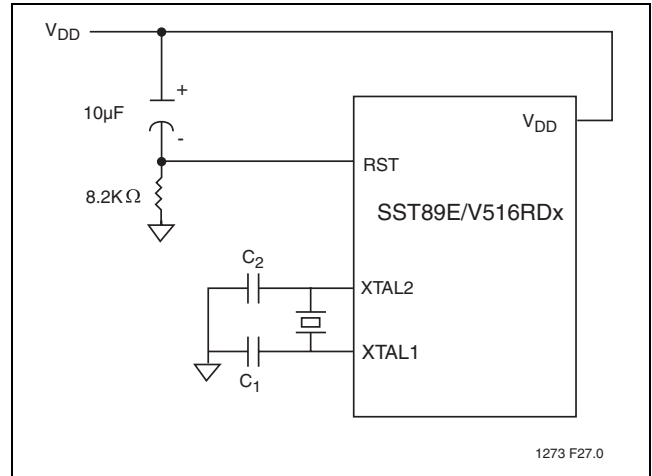 VDD
+
10µF
-
8.2KΩ
VDD
RST
SST89E/V516RDx
C2
XTAL2
XTAL1
C1
1273 F27.0